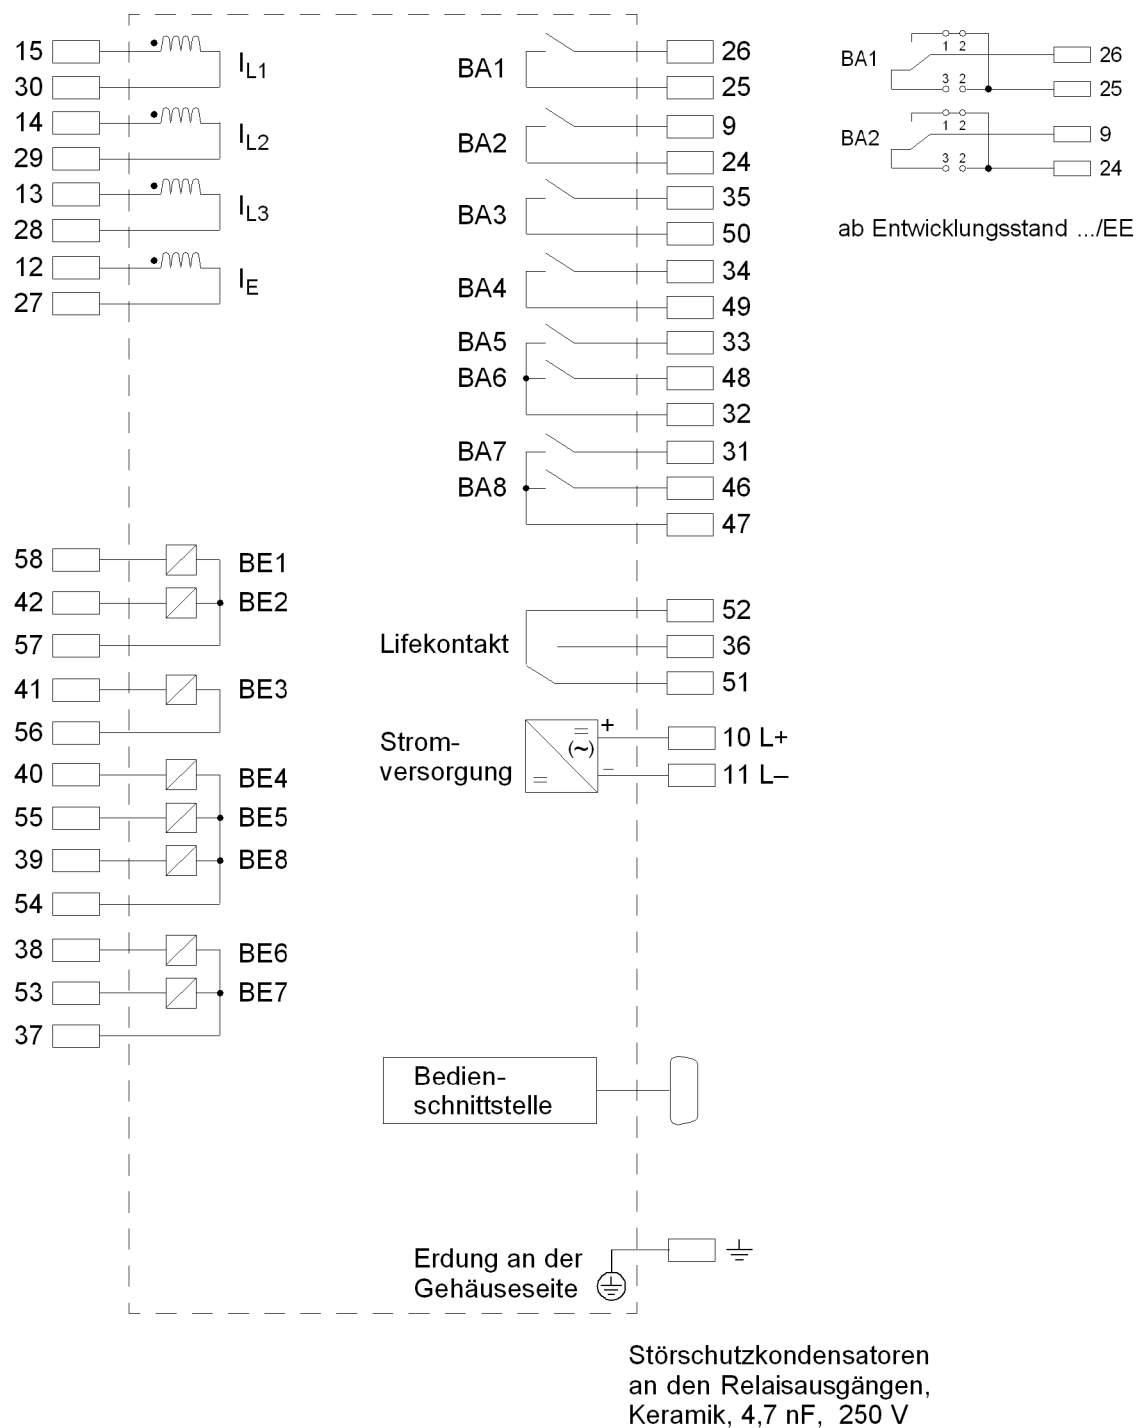 15
30
I_L1
14
29
I_L2
13
28
I_L3
12
27
I_E
58
BE1
42
BE2
57
41
BE3
56
40
BE4
55
BE5
39
BE8
54
38
BE6
53
BE7
37
BA1
26
25
BA2
9
24
BA3
35
50
BA4
34
49
BA5
33
BA6
48
32
BA7
31
BA8
46
47
Lifekontakt
52
36
51
Strom-
versorgung
= (~) =
+
–
10 L+
11 L–
Bedien-
schnittstelle
Erdung an der
Gehäuseseite
BA1
1 2
3 2
26
25
BA2
1 2
3 2
9
24
ab Entwicklungsstand .../EE
Störschutzkondensatoren
an den Relaisausgängen,
Keramik, 4,7 nF, 250 V